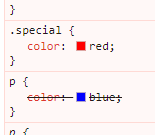 }
.special {
color: red;
}
p {
color: blue;
}
p {